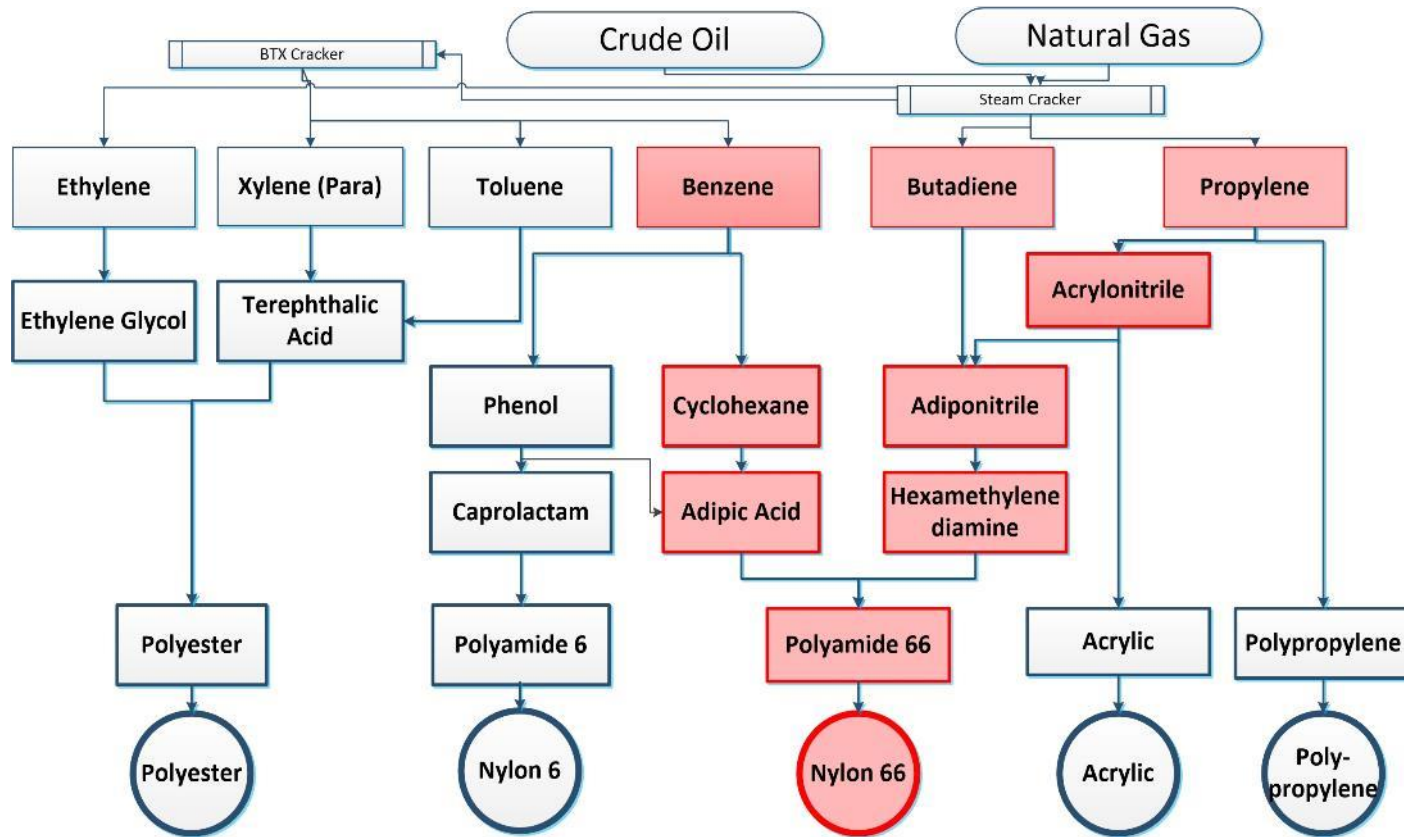 Crude Oil
Natural Gas
BTX Cracker
Steam Cracker
Ethylene
Xylene (Para)
Toluene
Benzene
Butadiene
Propylene
Ethylene Glycol
Terephthalic
Acid
Acrylonitrile
Phenol
Cyclohexane
Adiponitrile
Caprolactam
Adipic Acid
Hexamethylene
diamine
Polyester
Polyamide 6
Polyamide 66
Acrylic
Polypropylene
Polyester
Nylon 6
Nylon 66
Acrylic
Poly-
propylene